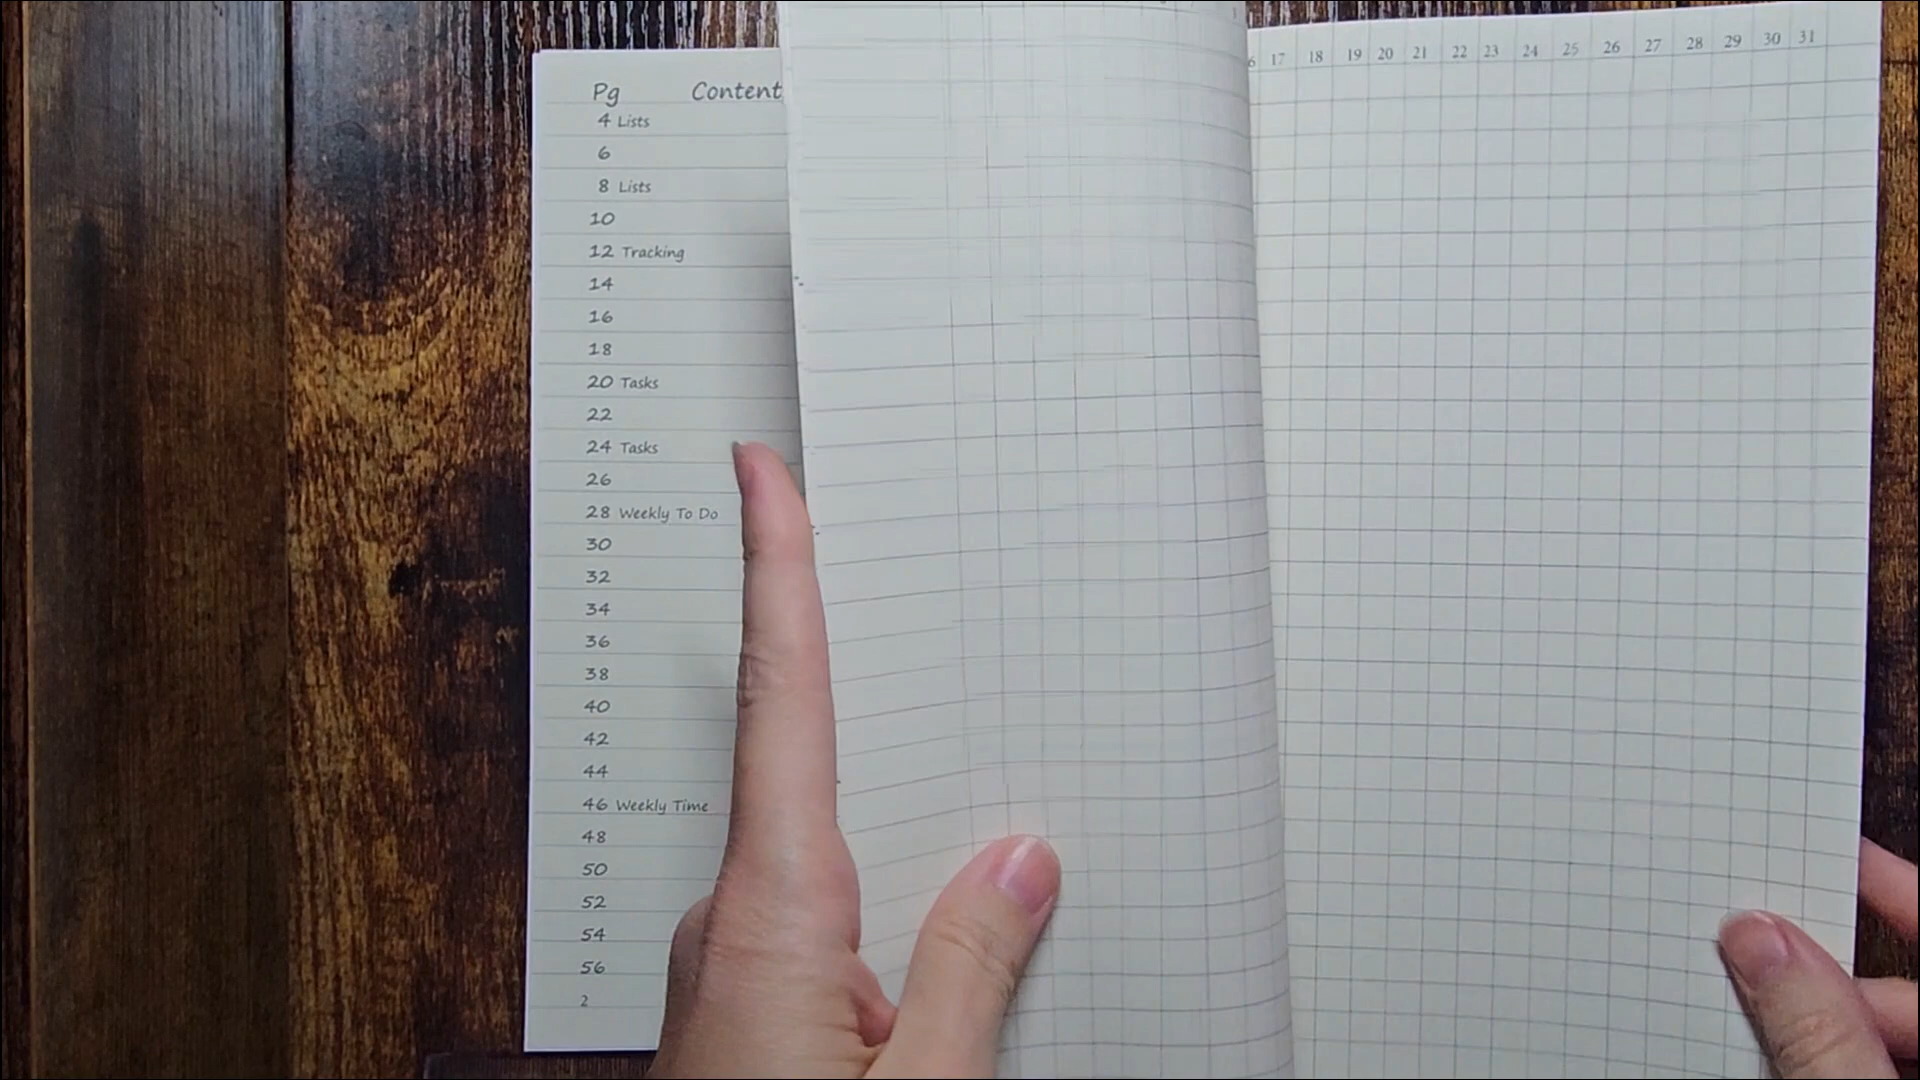 Pg Content
4 Lists
6
8 Lists
10
12 Tracking
14
16
18
20 Tasks
22
24 Tasks
26
28 Weekly To Do
30
32
34
36
38
40
42
44
46 Weekly Time
48
50
52
54
56
2
6 17 18 19 20 21 22 23 24 25 26 27 28 29 30 31